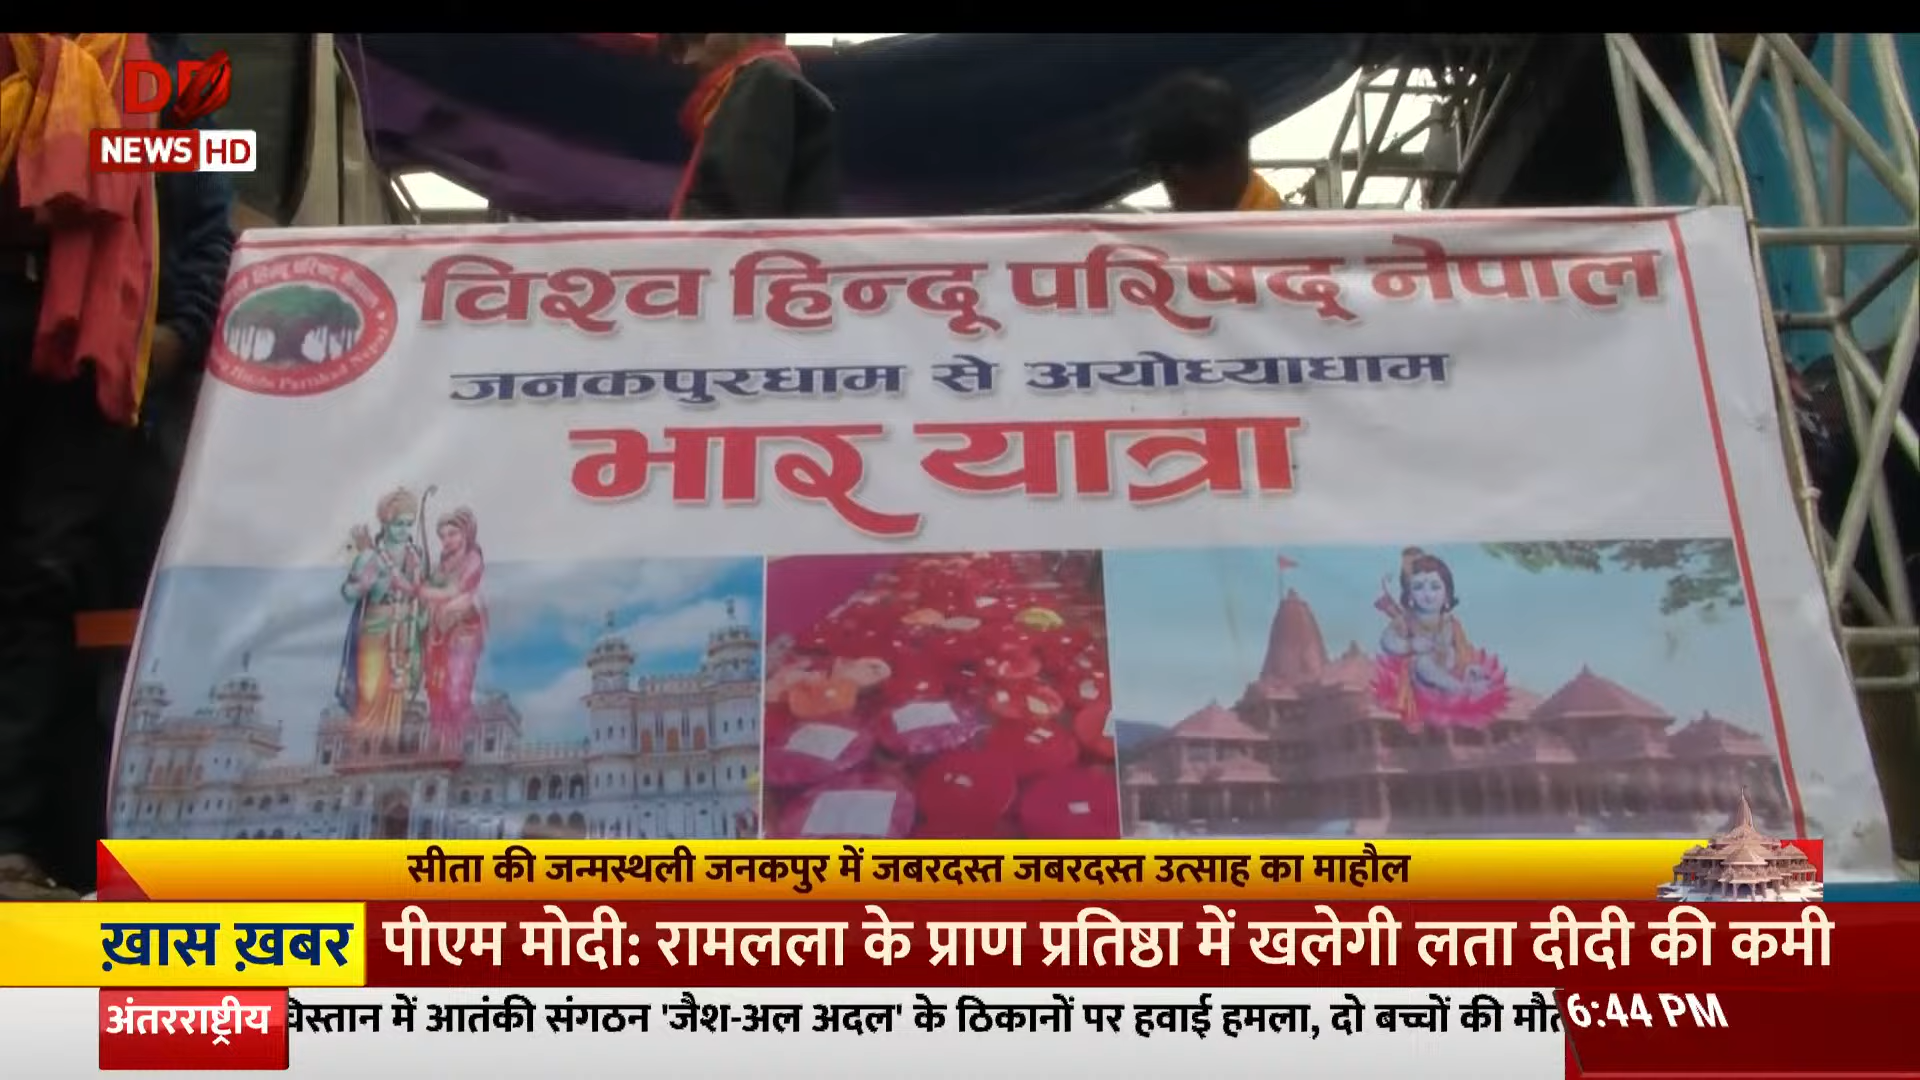 DD
NEWS HD
विश्व हिन्दू परिषद् नेपाल
जनकपुरधाम से अयोध्याधाम
भार यात्रा
सीता की जन्मस्थली जनकपुर में जबरदस्त जबरदस्त उत्साह का माहौल
ख़ास ख़बर
पीएम मोदी: रामलला के प्राण प्रतिष्ठा में खलेगी लता दीदी की कमी
अंतरराष्ट्रीय
में आतंकी संगठन 'जैश-अल अदल' के ठिकानों पर हवाई हमला, दो बच्चों की
6:44 PM